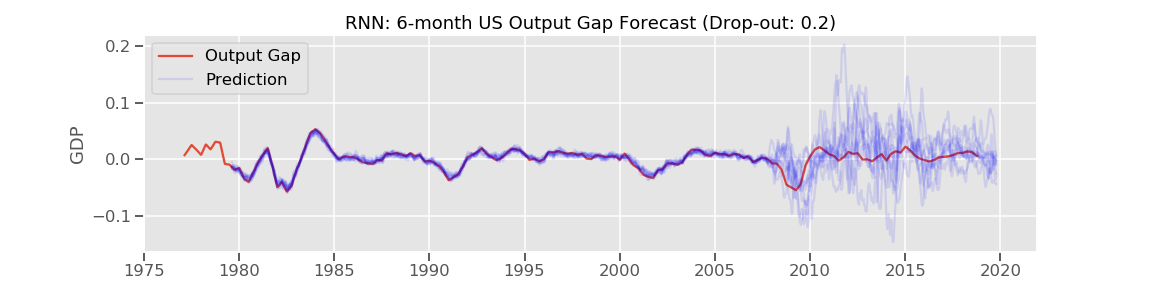 RNN: 6-month US Output Gap Forecast (Drop-out: 0.2)
Output Gap
Prediction
GDP
0.2
0.1
0.0
−0.1
1975 1980 1985 1990 1995 2000 2005 2010 2015 2020